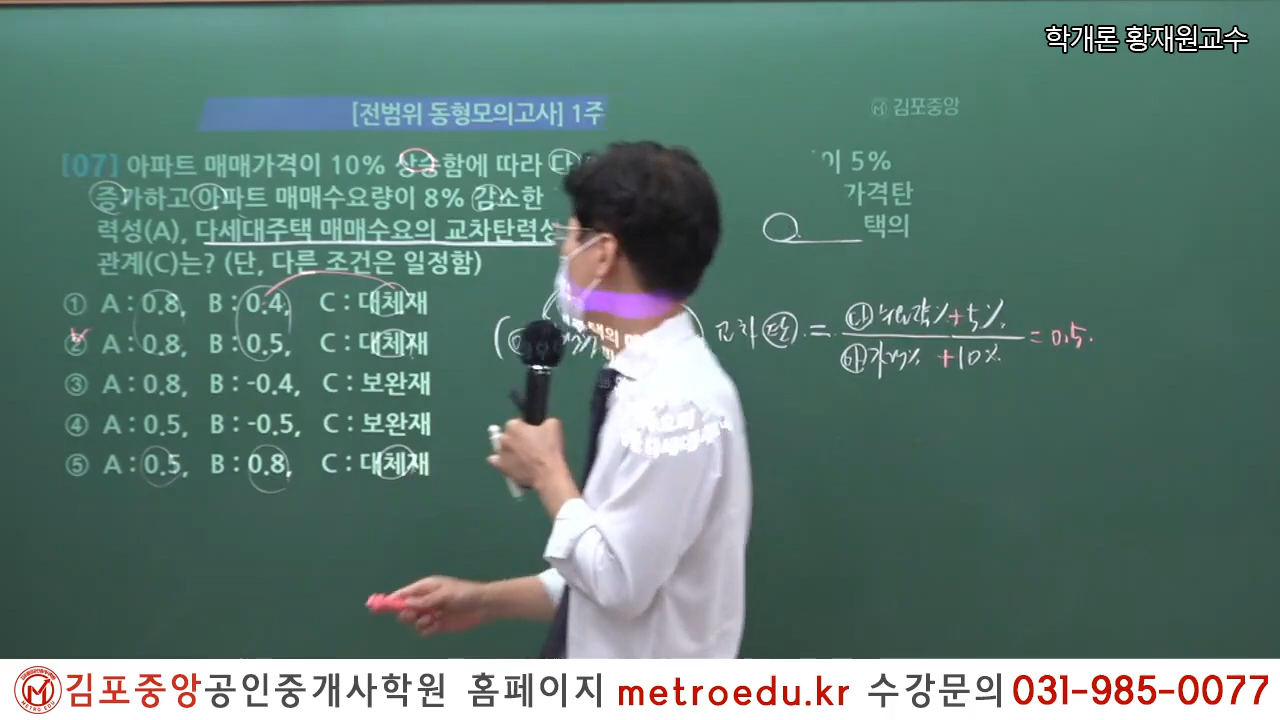 학개론 황재원교수
[전범위 동형모의고사] 1주
김포중앙
[07] 아파트 매매가격이 10% 상승함에 따라 다 이 5%
증가하고 아파트 매매수요량이 8% 감소한 가격탄
력성(A), 다세대주택 매매수요의 교차탄력성 택의
관계(C)는? (단, 다른 조건은 일정함)
① A : 0.8, B : 0.4, C : 대체재
② A : 0.8, B : 0.5, C : 대체재
③ A : 0.8, B : -0.4, C : 보완재
④ A : 0.5, B : -0.5, C : 보완재
⑤ A : 0.5, B : 0.8, C : 대체재
교차 탄 = 다 수요량% +5% = 0.5.
아 가격% +10%
김포중앙공인중개사학원 홈페이지 metroedu.kr 수강문의 031-985-0077